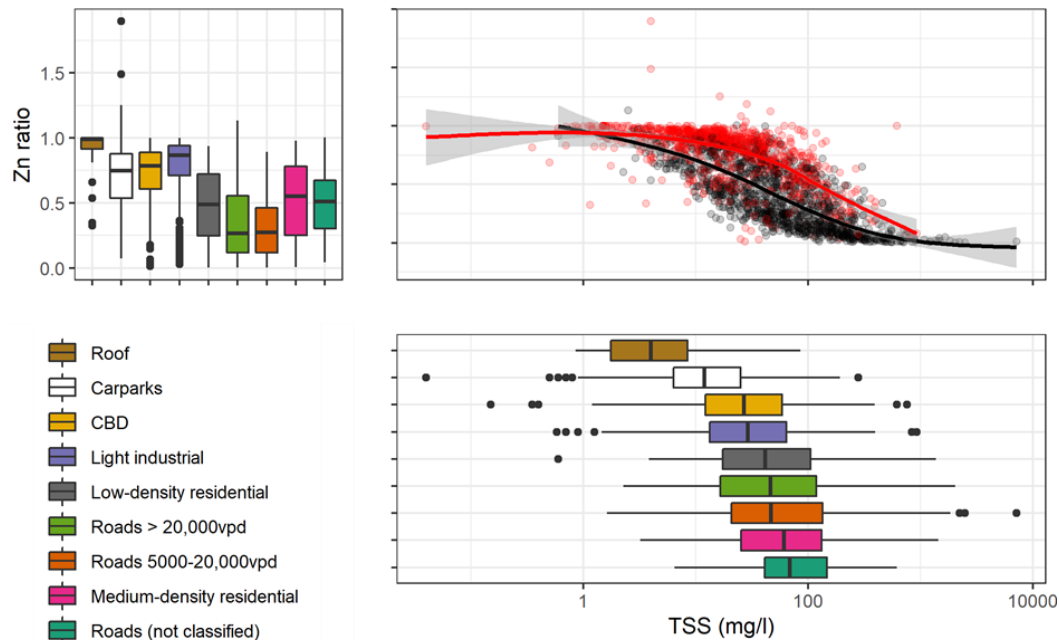 Zn ratio
1.5
1.0
0.5
0.0
Roof
Carparks
CBD
Light industrial
Low-density residential
Roads > 20,000vpd
Roads 5000-20,000vpd
Medium-density residential
Roads (not classified)
1
100
10000
TSS (mg/l)